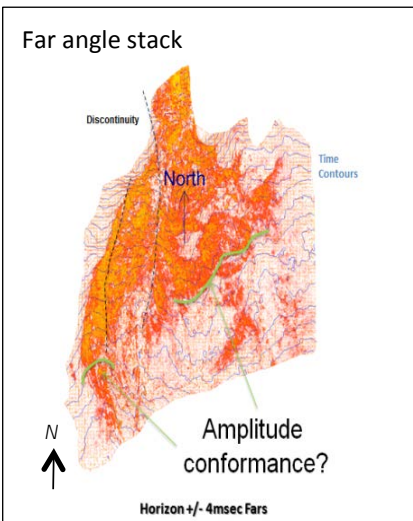 Far angle stack
Discontinuity
Time
Contours
North
Amplitude
conformance?
N
Horizon +/- 4msec Fars